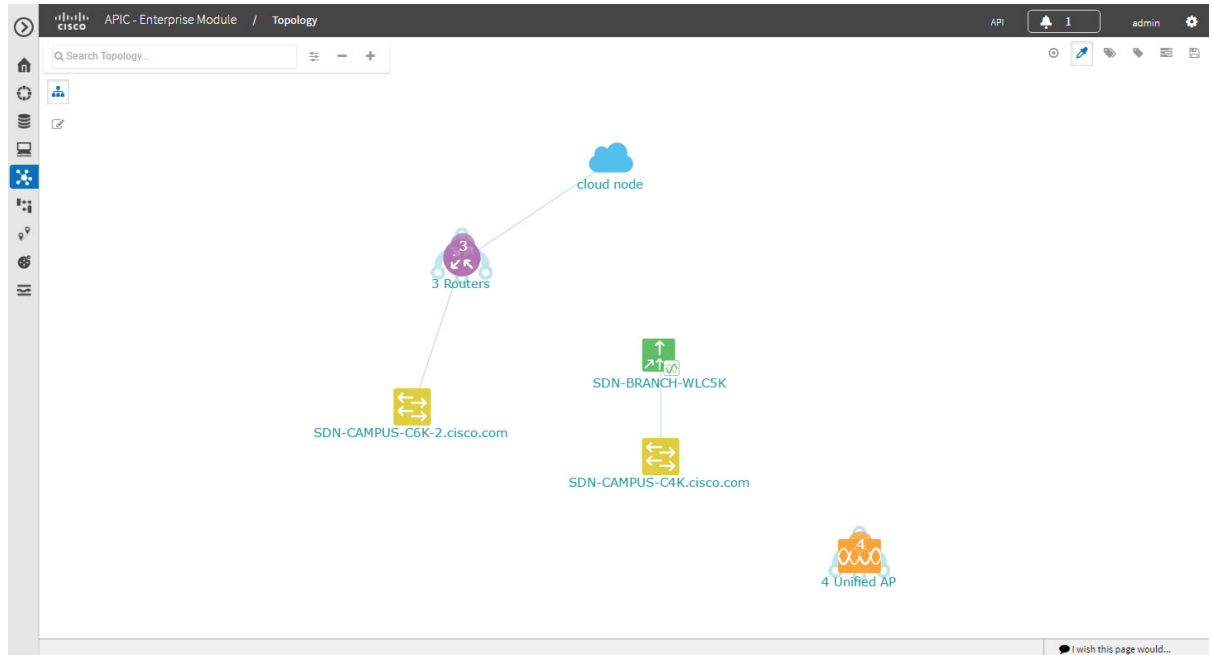 cisco APIC - Enterprise Module / Topology API 1 admin
Search Topology...
cloud node
3
3 Routers
SDN-BRANCH-WLC5K
SDN-CAMPUS-C6K-2.cisco.com
SDN-CAMPUS-C4K.cisco.com
4
4 Unified AP
I wish this page would...